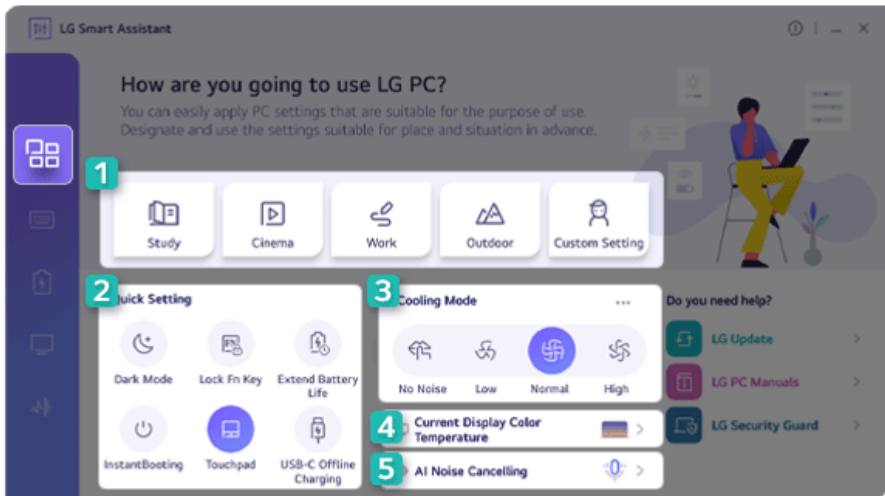 LG Smart Assistant
How are you going to use LG PC?
You can easily apply PC settings that are suitable for the purpose of use.
Designate and use the settings suitable for place and situation in advance.
1
Study
Cinema
Work
Outdoor
Custom Setting
2
Quick Setting
Dark Mode
Lock Fn Key
Extend Battery
Life
InstantBooting
Touchpad
USB-C Offline
Charging
3
Cooling Mode
No Noise
Low
Normal
High
4
Current Display Color
Temperature
5
AI Noise Cancelling
Do you need help?
LG Update
LG PC Manuals
LG Security Guard